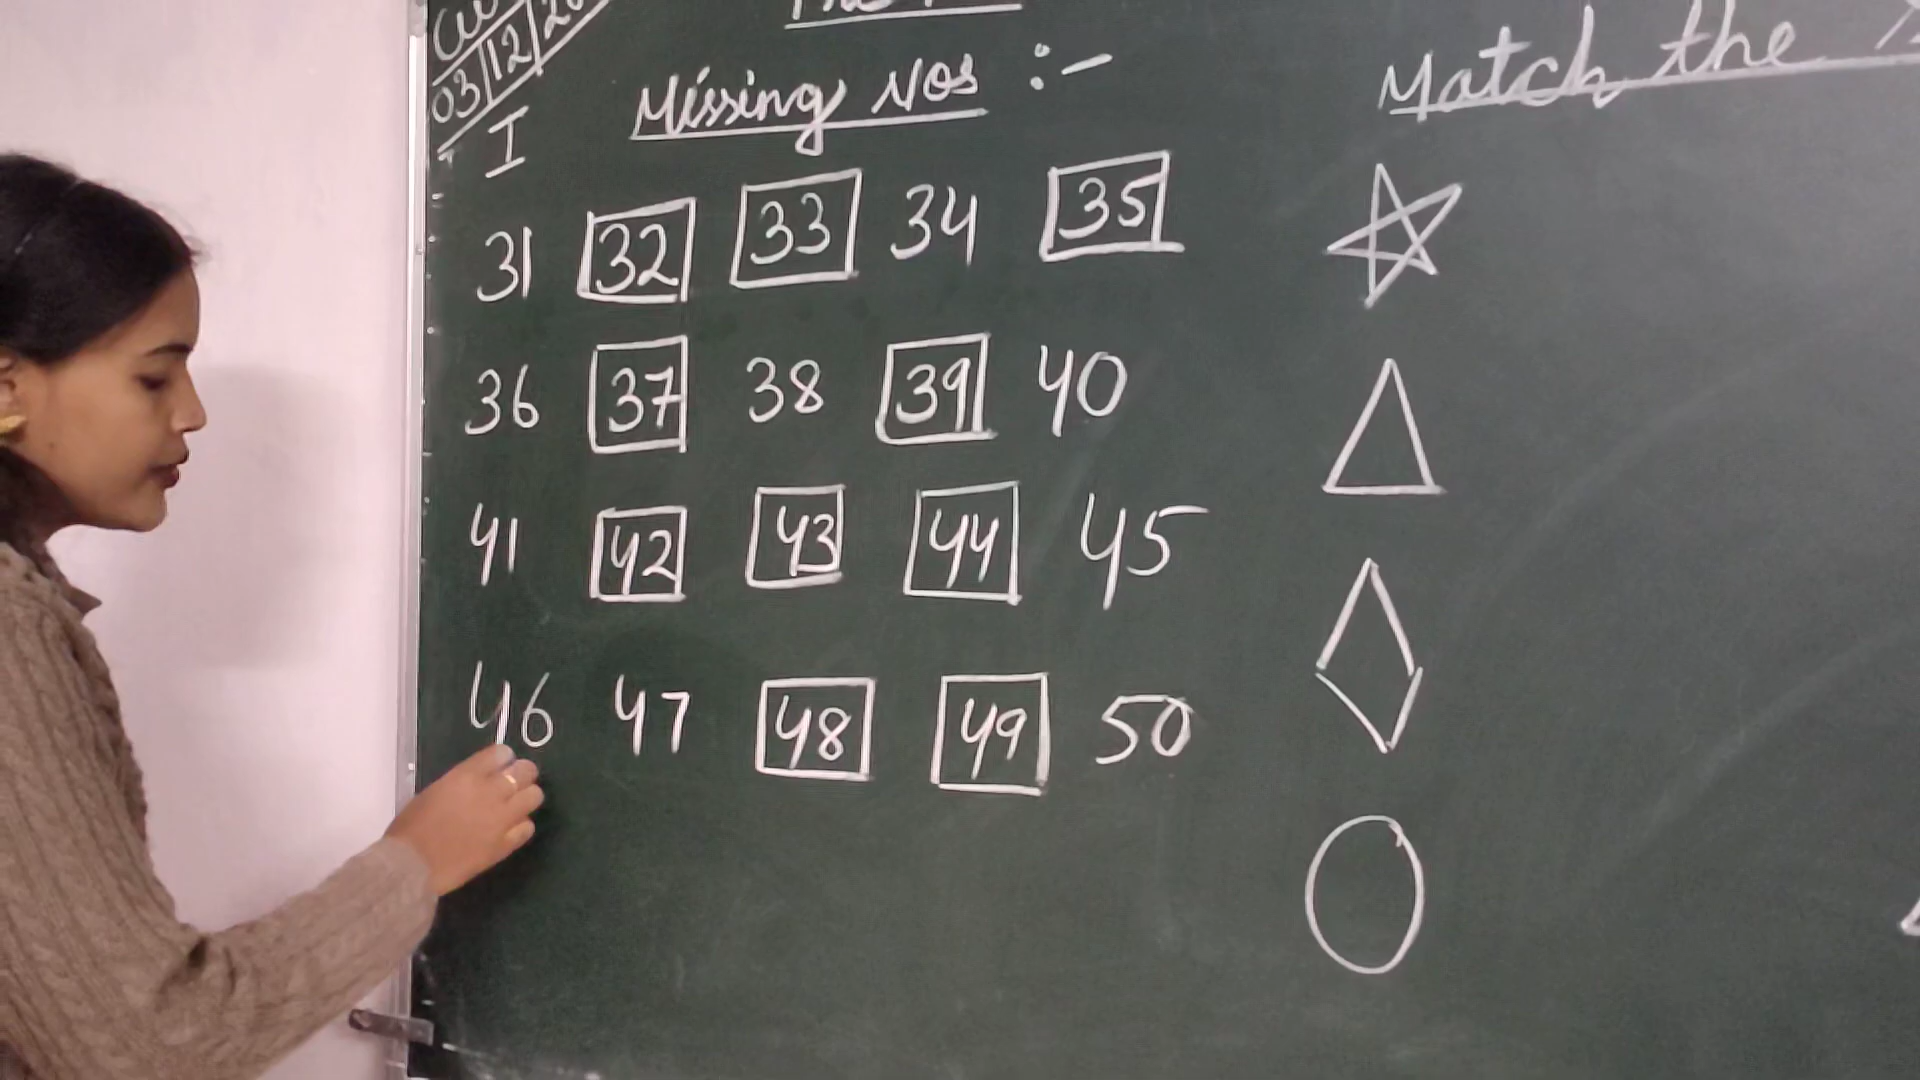 03/12/20
I
Missing Nos :-
31 32 33 34 35
36 37 38 39 40
41 42 43 44 45
46 47 48 49 50
Match the